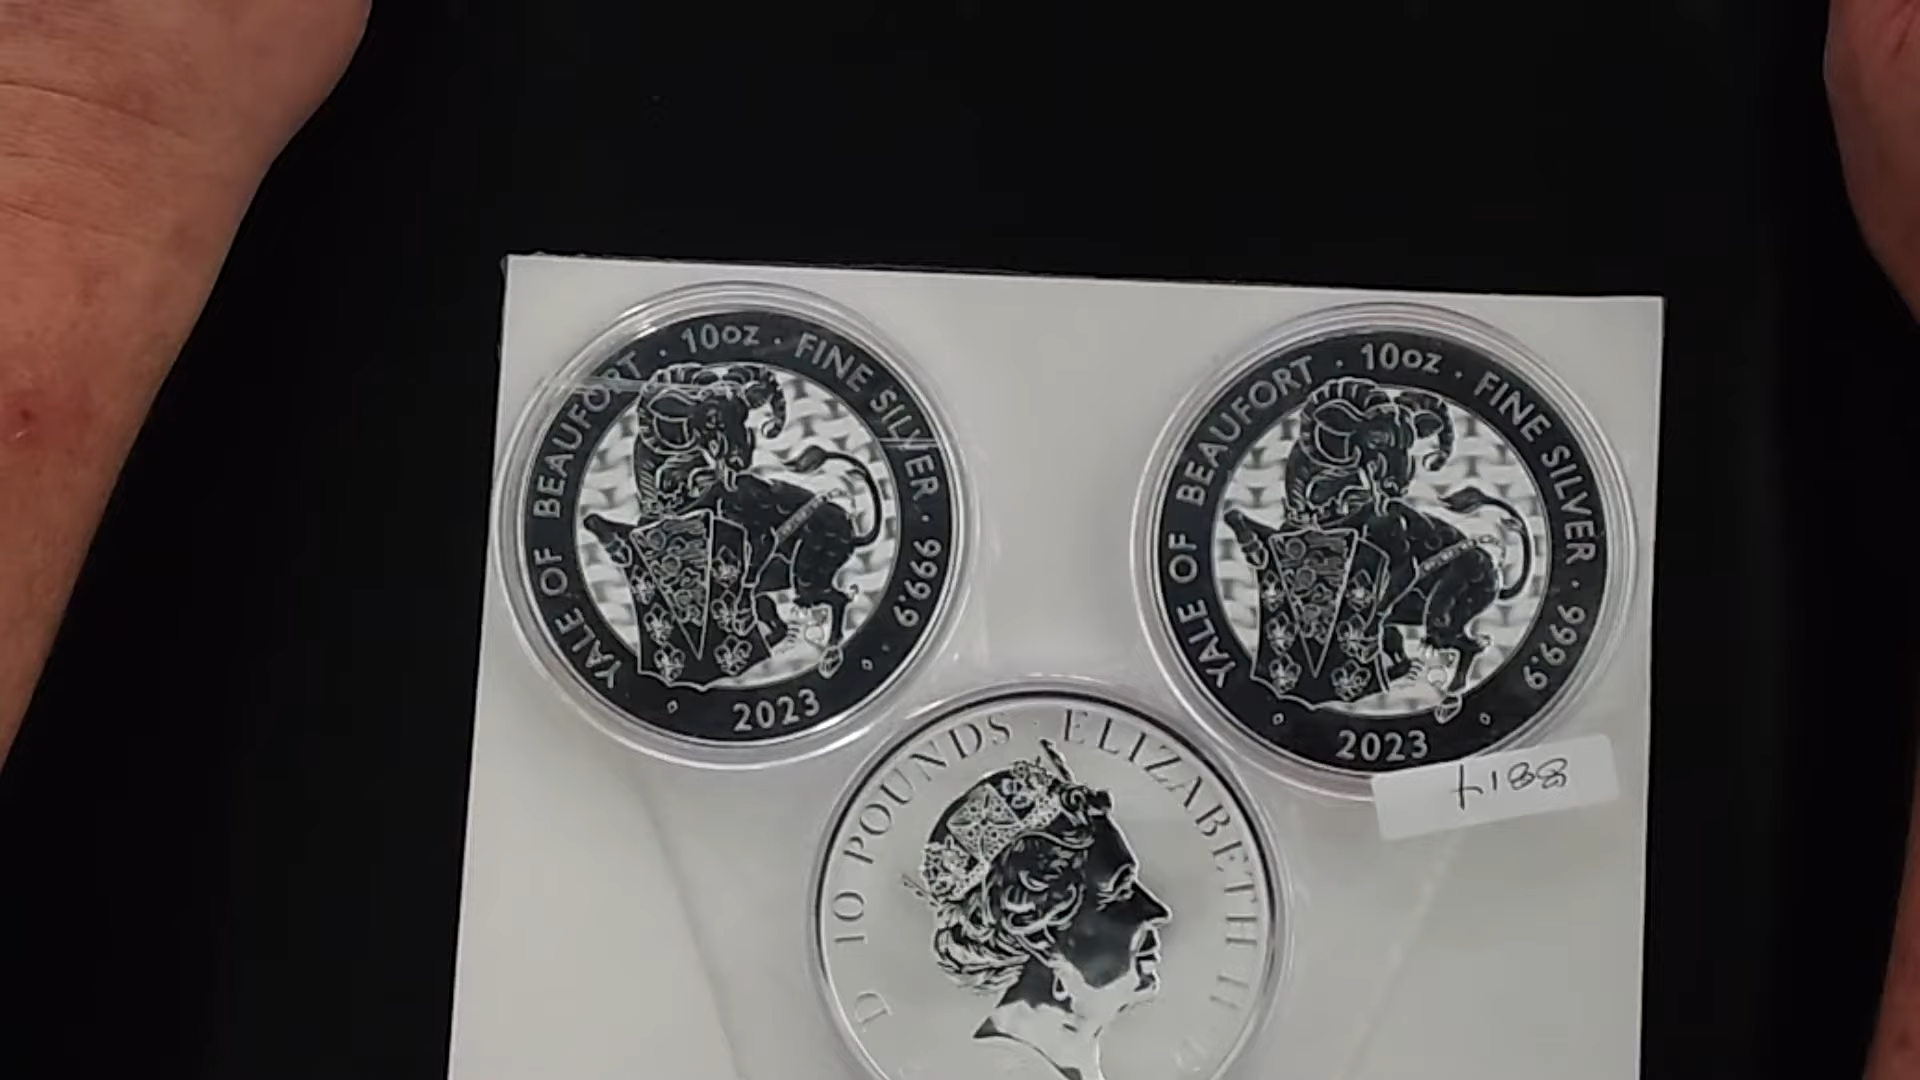 YALE OF BEAUFORT · 10oz · FINE SILVER · 999.9
2023
YALE OF BEAUFORT · 10oz · FINE SILVER · 999.9
2023
8814
D 10 POUNDS · ELIZABETH II